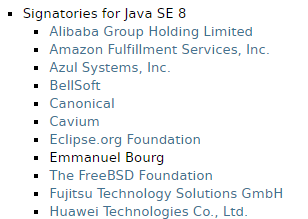 Signatories for Java SE 8
Alibaba Group Holding Limited
Amazon Fulfillment Services, Inc.
Azul Systems, Inc.
BellSoft
Canonical
Cavium
Eclipse.org Foundation
Emmanuel Bourg
The FreeBSD Foundation
Fujitsu Technology Solutions GmbH
Huawei Technologies Co., Ltd.